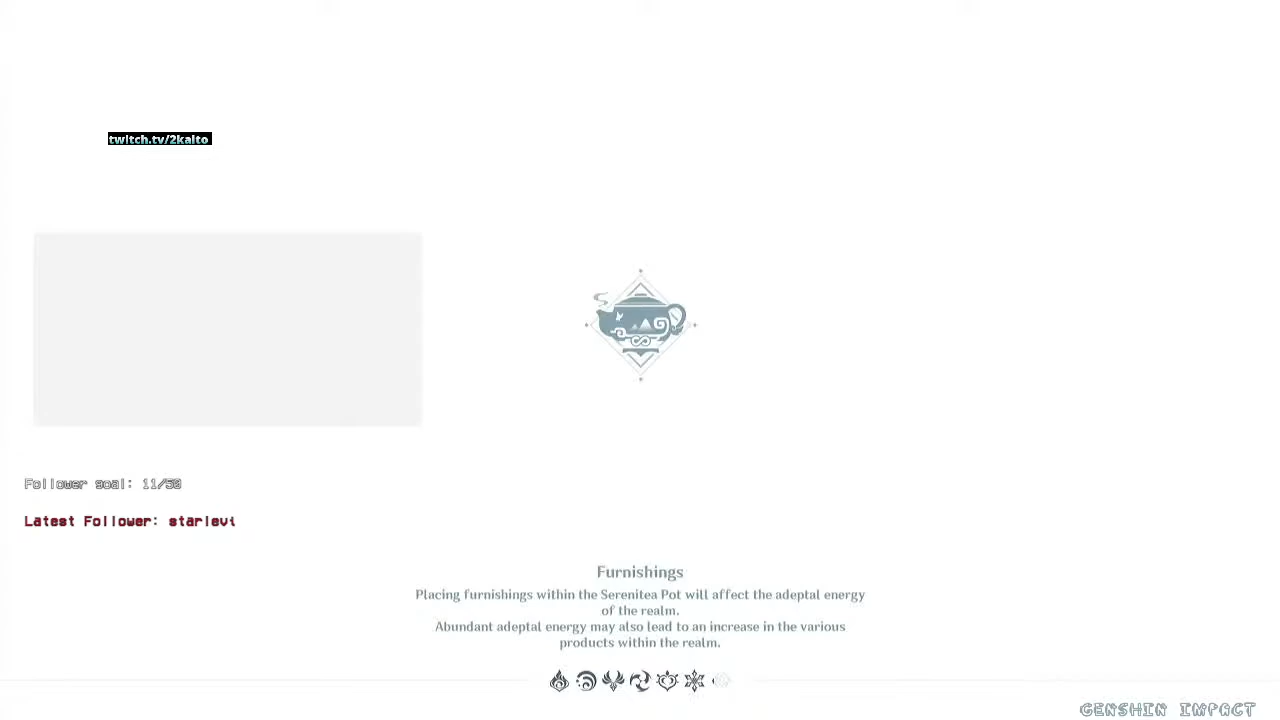 twitch.tv/2kaito
Follower goal: 11/50
Latest Follower: starlevi
Furnishings
Placing furnishings within the Serenitea Pot will affect the adeptal energy
of the realm.
Abundant adeptal energy may also lead to an increase in the various
products within the realm.
GENSHIN IMPACT